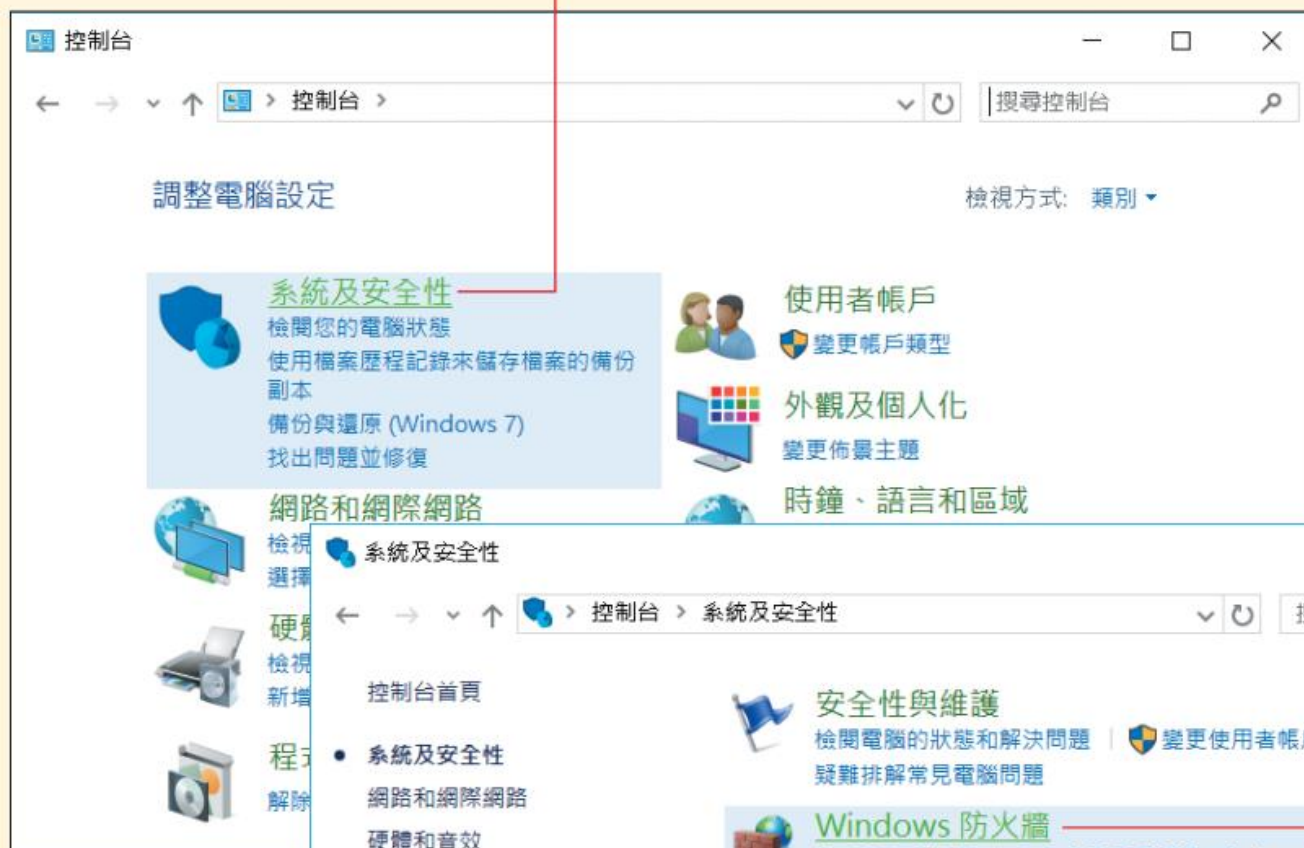 控制台
控制台
搜尋控制台
調整電腦設定
檢視方式: 類別
系統及安全性
檢閱您的電腦狀態
使用檔案歷程記錄來儲存檔案的備份
副本
備份與還原 (Windows 7)
找出問題並修復
使用者帳戶
變更帳戶類型
外觀及個人化
變更佈景主題
時鐘、語言和區域
網路和網際網路
檢視
選擇
硬
檢視
新增
程
解除
系統及安全性
控制台 > 系統及安全性
控制台首頁
系統及安全性
網路和網際網路
硬體和音效
安全性與維護
檢閱電腦的狀態和解決問題
變更使用者帳
疑難排解常見電腦問題
Windows 防火牆